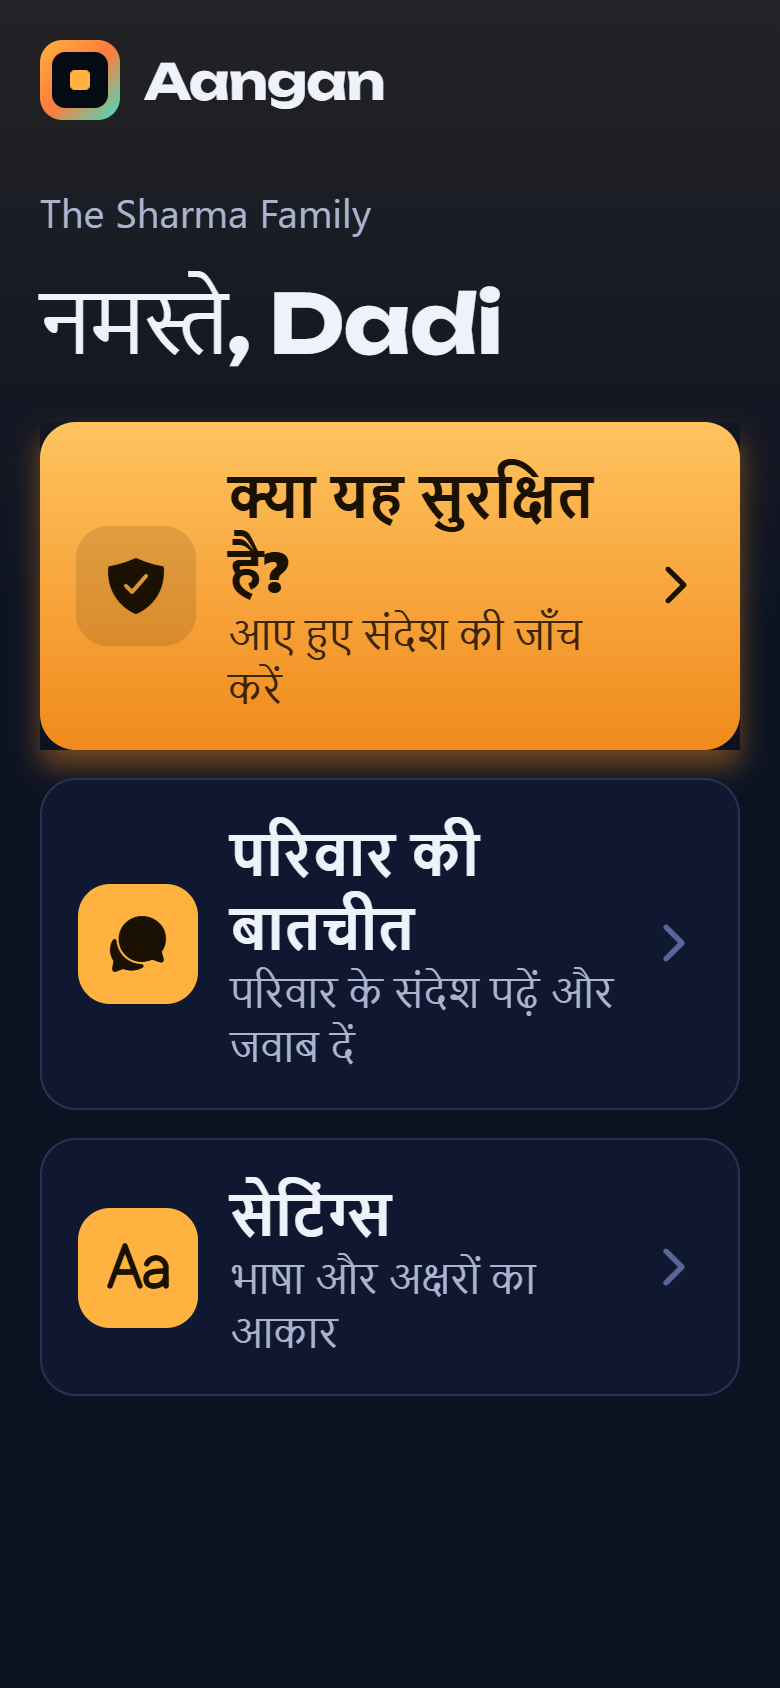 Aangan
The Sharma Family
नमस्ते, Dadi
क्या यह सुरक्षित
है?
आए हुए संदेश की जाँच
करें
परिवार की
बातचीत
परिवार के संदेश पढ़ें और
जवाब दें
Aa
सेटिंग्स
भाषा और अक्षरों का
आकार